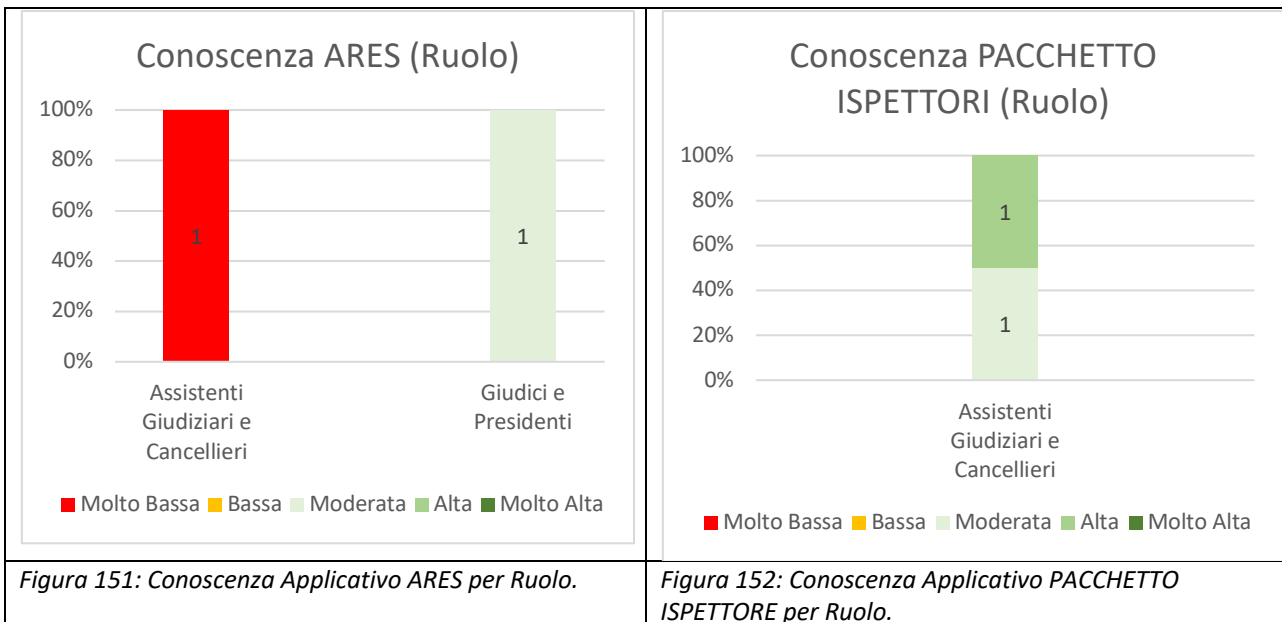 Conoscenza ARES (Ruolo)
100%
80%
60%
40%
20%
0%
1
1
Assistenti
Giudiziari e
Cancellieri
Giudici e
Presidenti
Molto Bassa Bassa Moderata Alta Molto Alta
Figura 151: Conoscenza Applicativo ARES per Ruolo.
Conoscenza PACCHETTO
ISPETTORI (Ruolo)
100%
80%
60%
40%
20%
0%
1
1
Assistenti
Giudiziari e
Cancellieri
Molto Bassa Bassa Moderata Alta Molto Alta
Figura 152: Conoscenza Applicativo PACCHETTO
ISPETTORE per Ruolo.